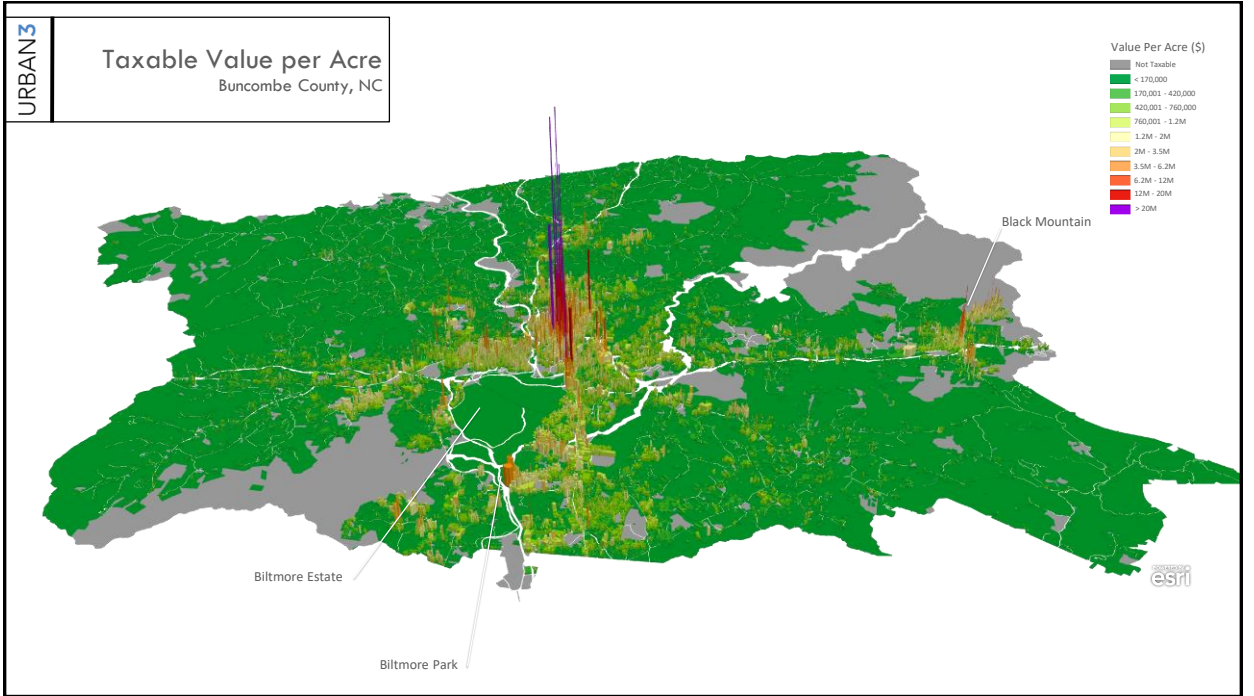 URBAN3
Taxable Value per Acre
Buncombe County, NC
Value Per Acre ($)
Not Taxable
< 170,000
170,001 - 420,000
420,001 - 760,000
760,001 - 1.2M
1.2M - 2M
2M - 3.5M
3.5M - 6.2M
6.2M - 12M
12M - 20M
> 20M
Black Mountain
Biltmore Estate
Biltmore Park
esri